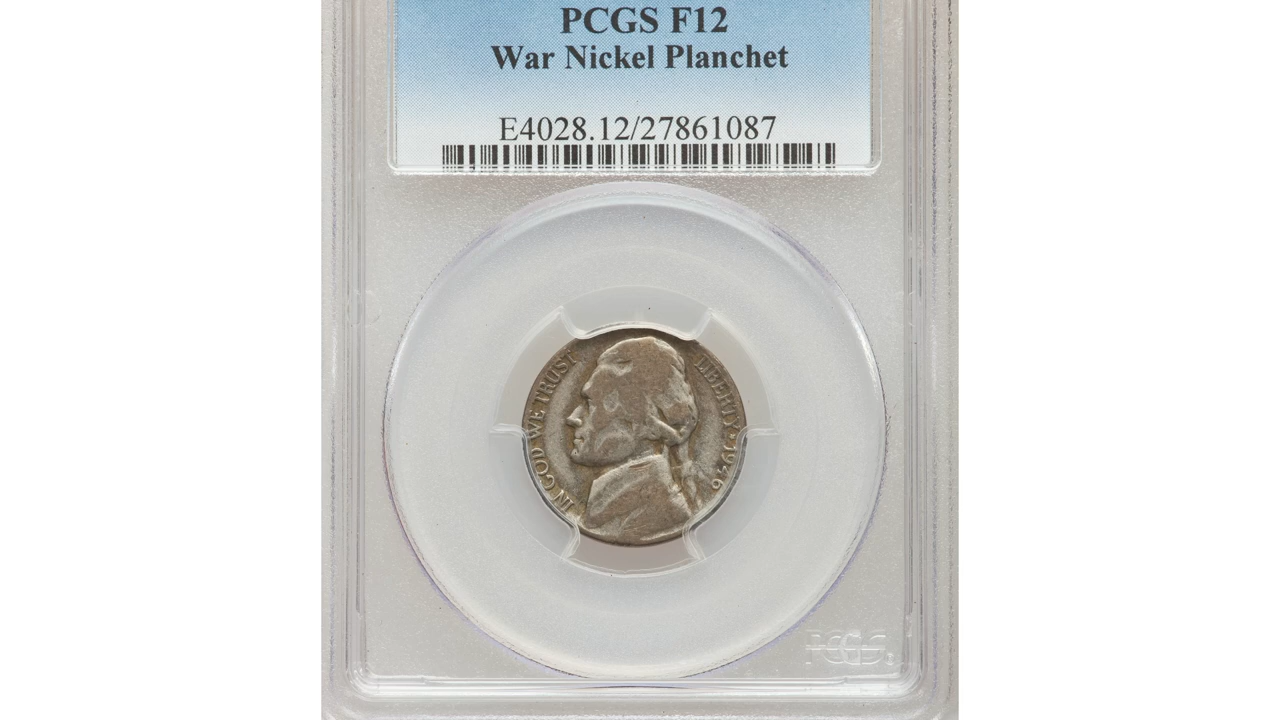 PCGS F12
War Nickel Planchet
E4028.12/27861087
IN GOD WE TRUST
LIBERTY * 1946
PCGS